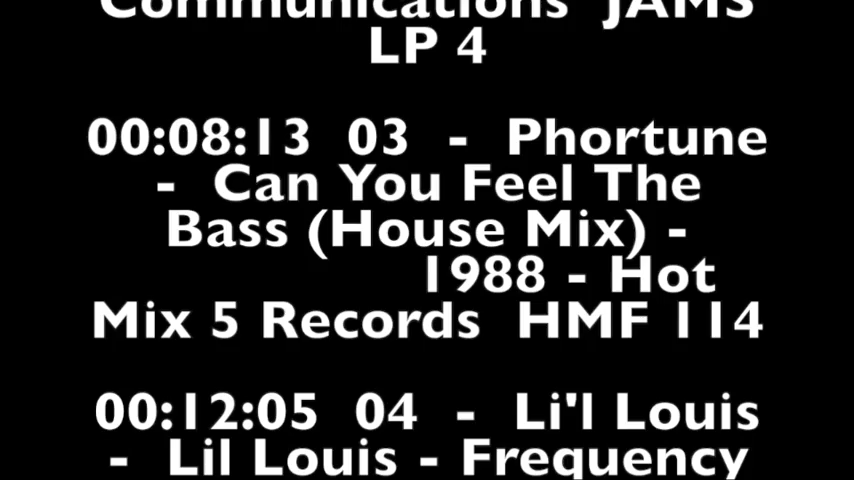 Communications JAMS
LP 4
00:08:13 03 - Phortune
- Can You Feel The
Bass (House Mix) -
1988 - Hot
Mix 5 Records HMF 114
00:12:05 04 - Li'l Louis
- Lil Louis - Frequency